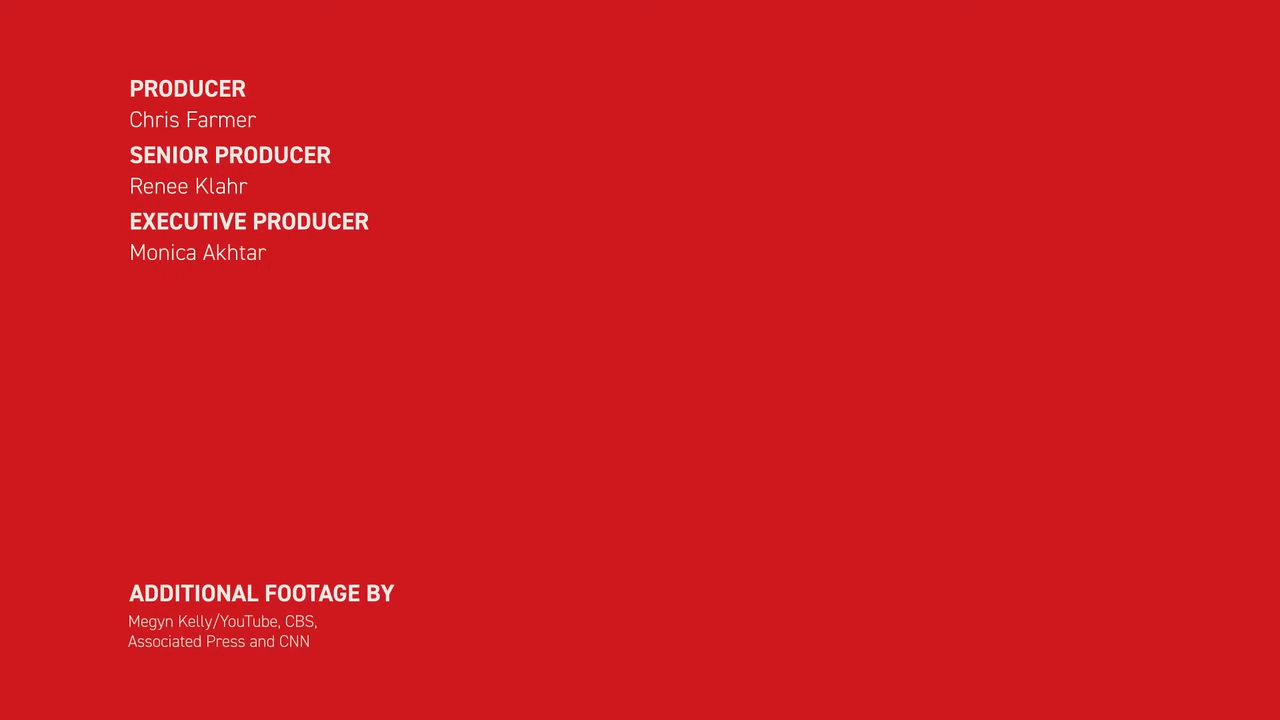 PRODUCER
Chris Farmer
SENIOR PRODUCER
Renee Klahr
EXECUTIVE PRODUCER
Monica Akhtar
ADDITIONAL FOOTAGE BY
Megyn Kelly/YouTube, CBS,
Associated Press and CNN